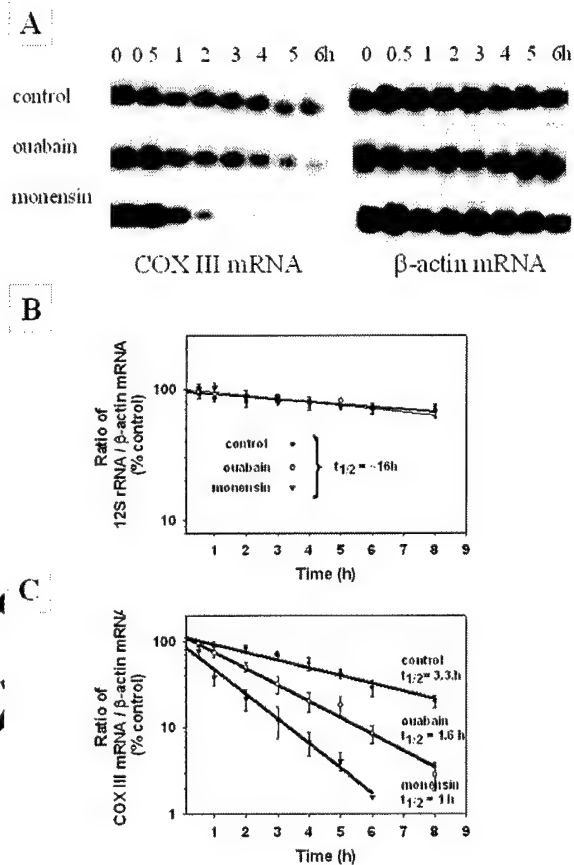 A
0 0.5 1 2 3 4 5 6h 0 0.5 1 2 3 4 5 6h
control
ouabain
monensin
COX III mRNA β-actin mRNA
B
Ratio of
12S rRNA / β-actin mRNA
(% control)
100
10
control
ouabain
monensin
t1/2 = ~16h
1 2 3 4 5 6 7 8 9
Time (h)
C
Ratio of
COX III mRNA / β-actin mRNA
(% control)
100
10
1
control
t1/2 = 3.3 h
ouabain
t1/2 = 1.6 h
monensin
t1/2 = 1 h
1 2 3 4 5 6 7 8 9
Time (h)